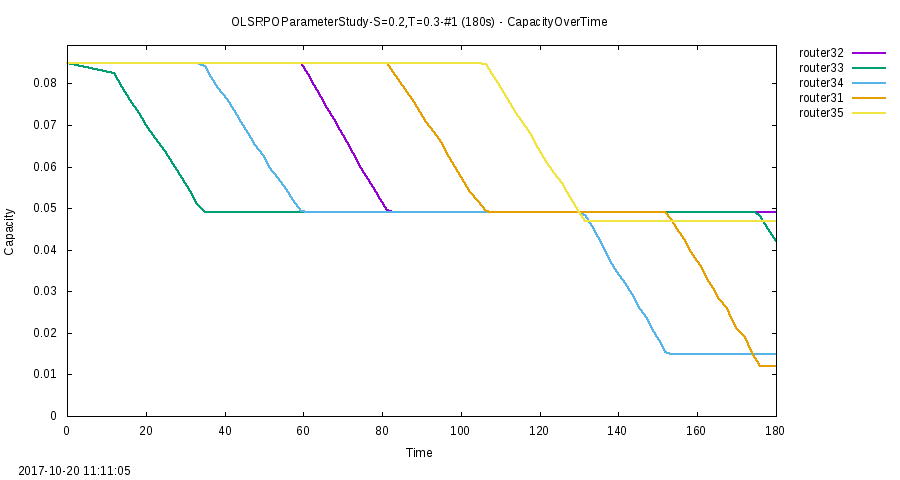 OLSRPOParameterStudy-S=0.2,T=0.3-#1 (180s) - CapacityOverTime
router32
router33
router34
router31
router35
0.08
0.07
0.06
0.05
0.04
0.03
0.02
0.01
0
Capacity
0 20 40 60 80 100 120 140 160 180
Time
2017-10-20 11:11:05